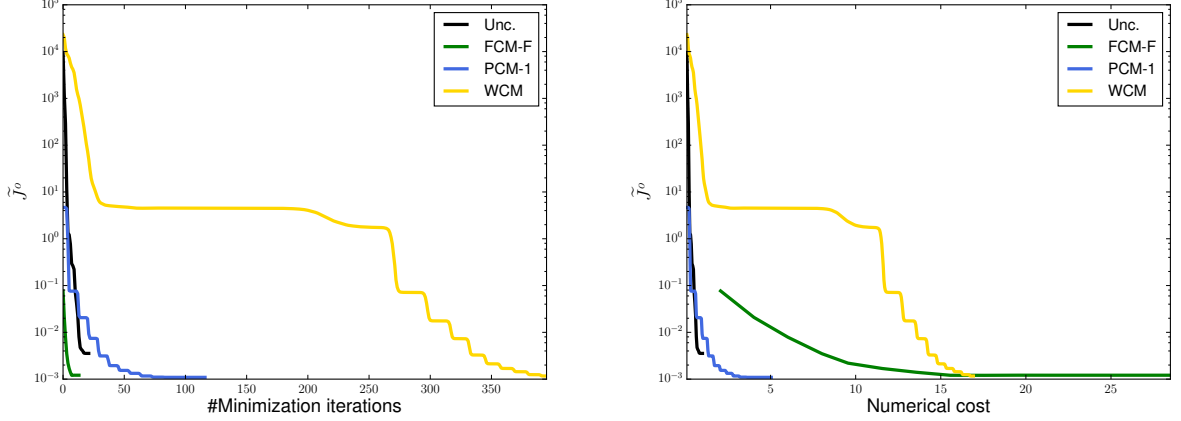 10^5
10^4
10^3
10^2
10^1
10^0
10^{-1}
10^{-2}
10^{-3}
\widetilde{J}^o
0 50 100 150 200 250 300 350
#Minimization iterations
Unc.
FCM-F
PCM-1
WCM
10^5
10^4
10^3
10^2
10^1
10^0
10^{-1}
10^{-2}
10^{-3}
\widetilde{J}^o
5 10 15 20 25
Numerical cost
Unc.
FCM-F
PCM-1
WCM